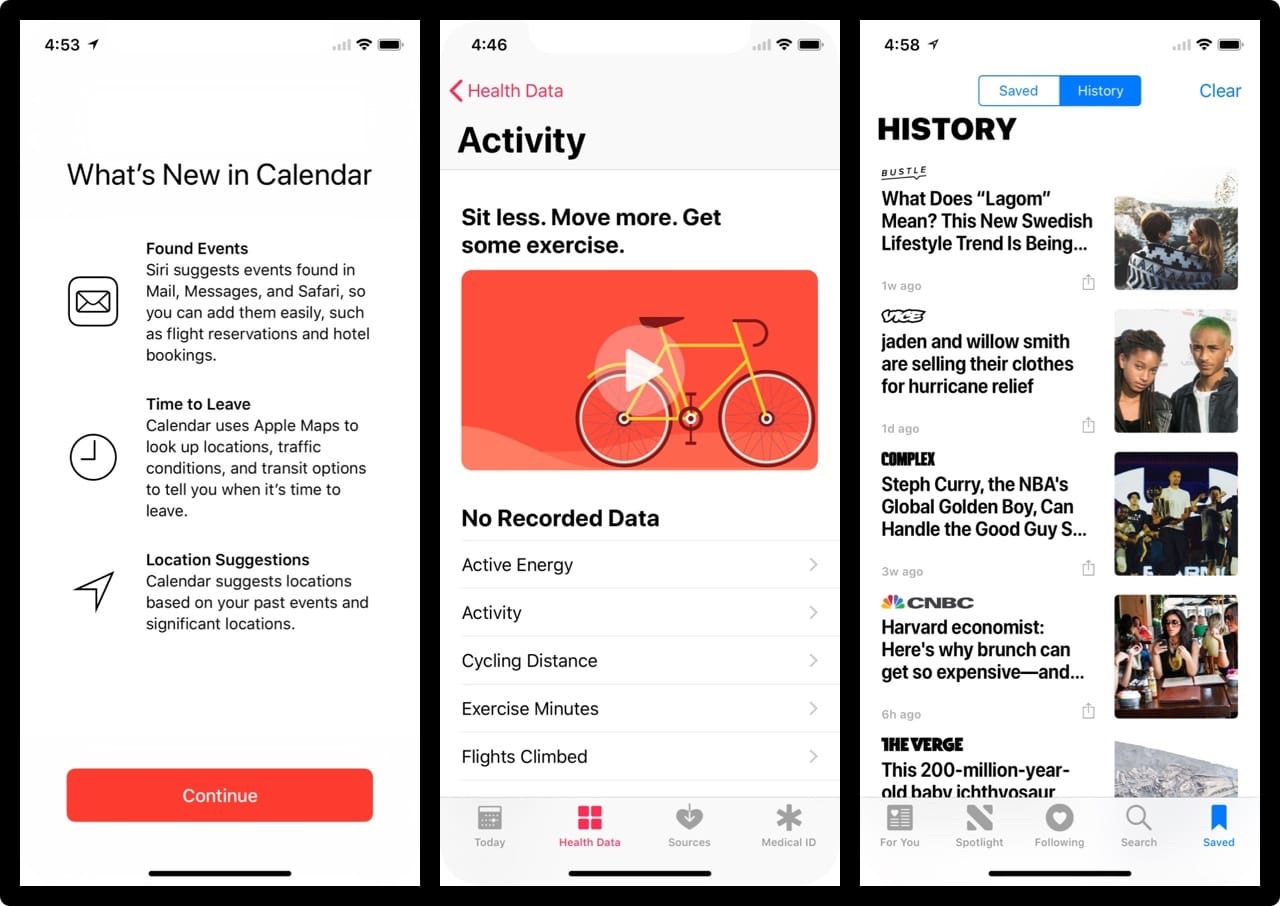 4:53
What's New in Calendar
Found Events
Siri suggests events found in
Mail, Messages, and Safari, so
you can add them easily, such
as flight reservations and hotel
bookings.
Time to Leave
Calendar uses Apple Maps to
look up locations, traffic
conditions, and transit options
to tell you when it's time to
leave.
Location Suggestions
Calendar suggests locations
based on your past events and
significant locations.
Continue
4:46
Health Data
Activity
Sit less. Move more. Get
some exercise.
No Recorded Data
Active Energy
Activity
Cycling Distance
Exercise Minutes
Flights Climbed
Today
Health Data
Sources
Medical ID
4:58
Saved
History
Clear
HISTORY
BUSTLE
What Does “Lagom”
Mean? This New Swedish
Lifestyle Trend Is Being...
1w ago
VICE
jaden and willow smith
are selling their clothes
for hurricane relief
1d ago
COMPLEX
Steph Curry, the NBA's
Global Golden Boy, Can
Handle the Good Guy S...
3w ago
CNBC
Harvard economist:
Here's why brunch can
get so expensive—and...
6h ago
THE VERGE
This 200-million-year-
old baby ichthyosaur
For You
Spotlight
Following
Search
Saved